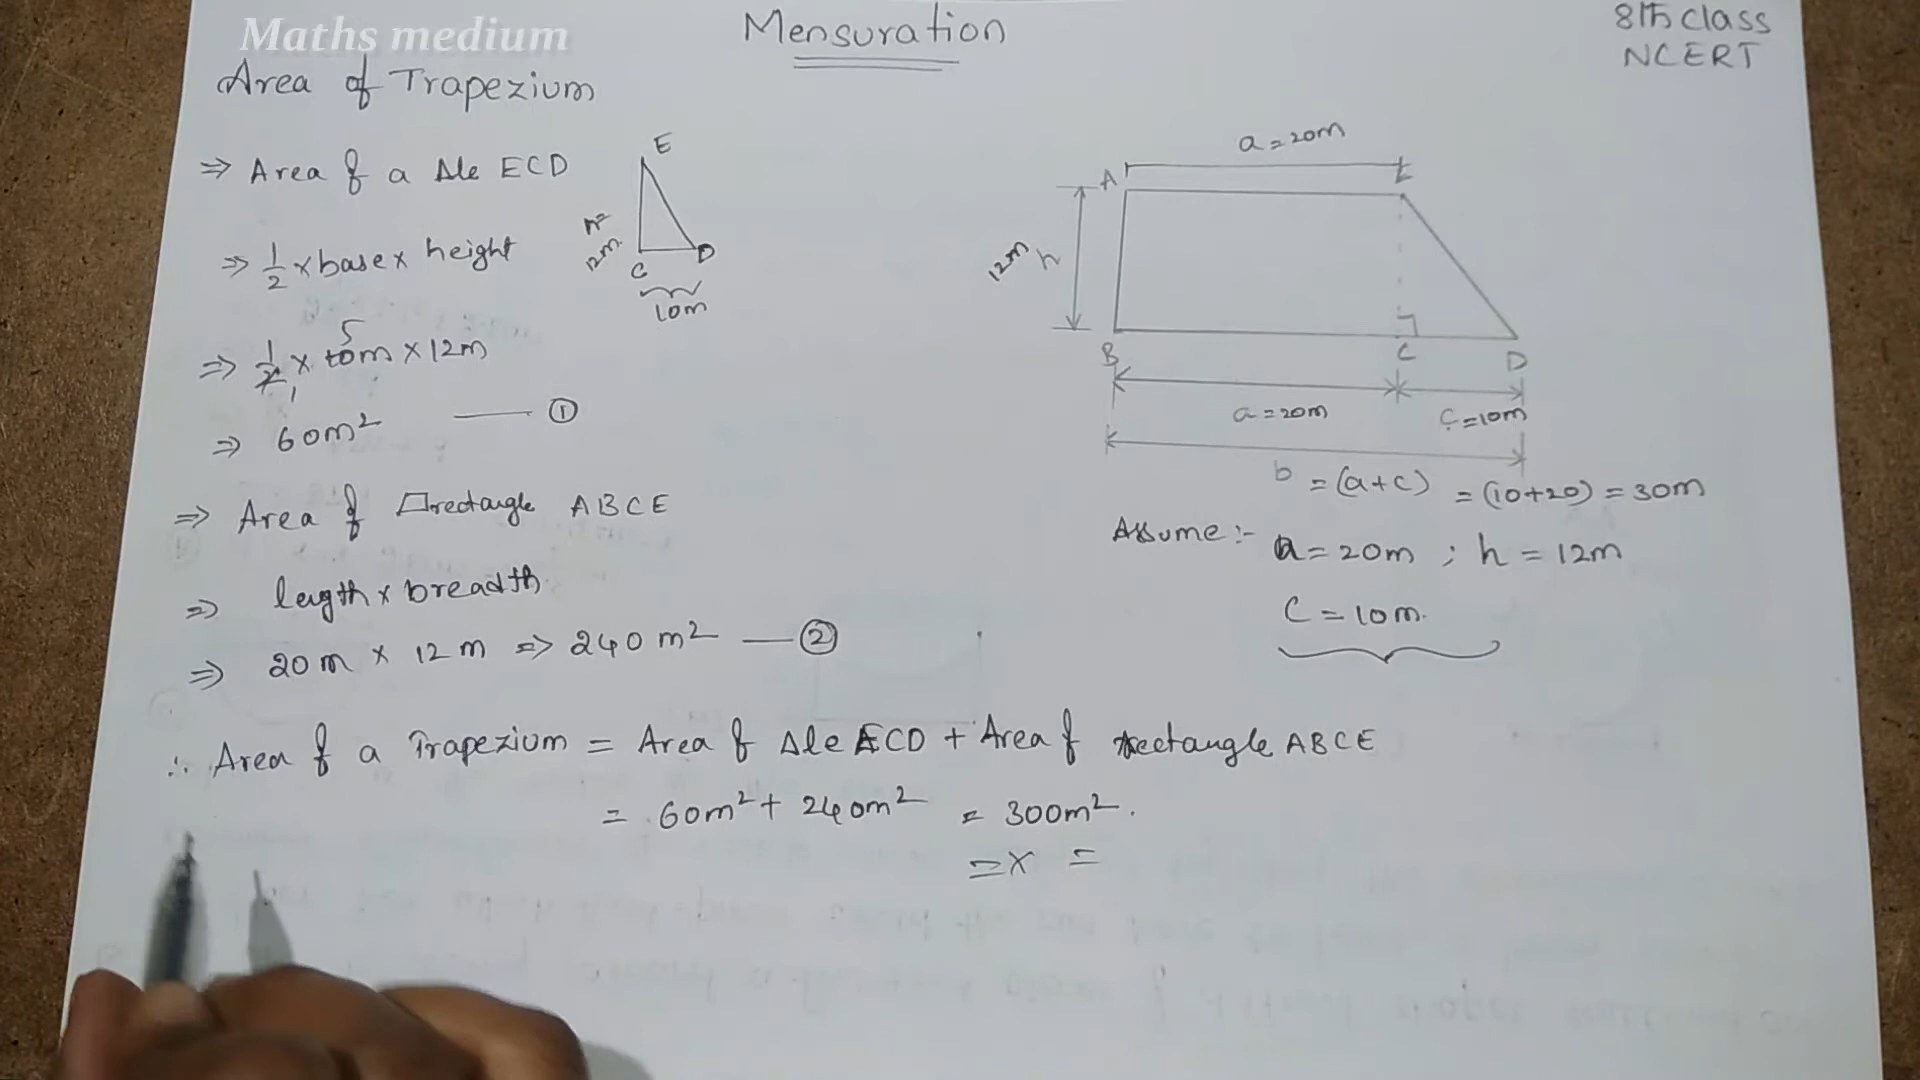 Maths medium
Mensuration
8th class
NCERT
Area of Trapezium
⇒ Area of a Δle ECD
E
12m
C
D
10m
⇒ 1/2 × base × height
⇒ 1/2 × 10m × 12m
5
1
⇒ 60m² —— ①
⇒ Area of ▱rectangle ABCE
⇒ length × breadth
⇒ 20m × 12m ⇒ 240 m² — ②
a = 20m
A
E
12m
h
B
C
D
a = 20m
c = 10m
b = (a+c) = (10+20) = 30m
Assume :- a = 20m ; h = 12m
c = 10m.
∴ Area of a Trapezium = Area of Δle ECD + Area of rectangle ABCE
= 60m² + 240m² = 300m².
= x =